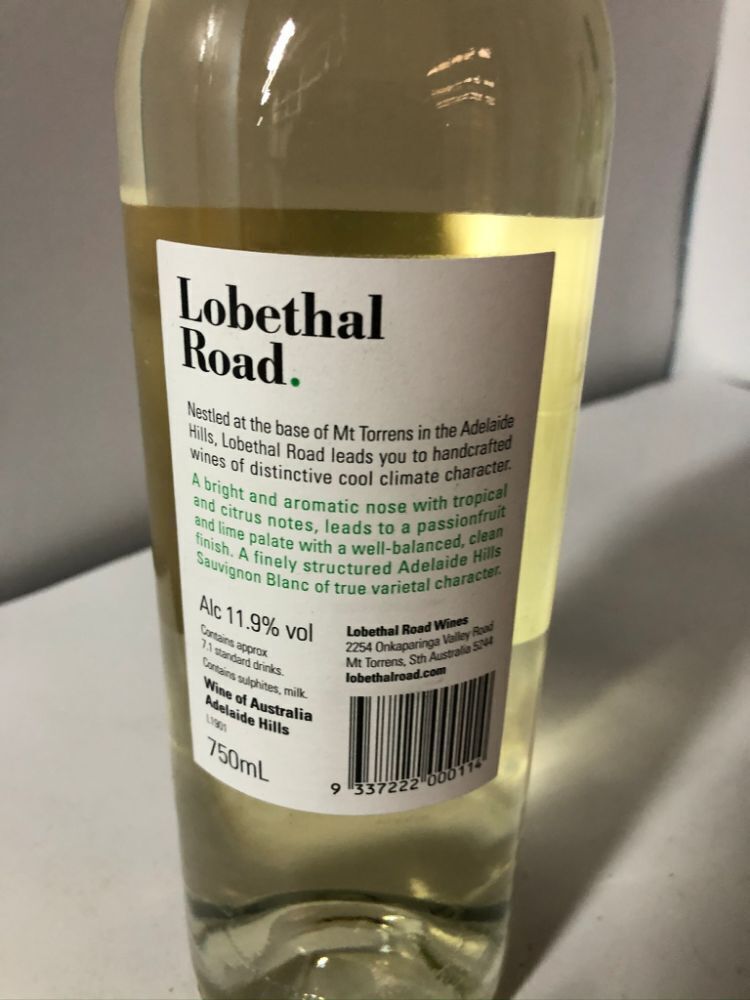 Lobethal
Road.
Nestled at the base of Mt Torrens in the Adelaide
Hills, Lobethal Road leads you to handcrafted
wines of distinctive cool climate character.
A bright and aromatic nose with tropical
and citrus notes, leads to a passionfruit
and lime palate with a well-balanced, clean
finish. A finely structured Adelaide Hills
Sauvignon Blanc of true varietal character.
Alc 11.9% vol
Contains approx
7.1 standard drinks.
Contains sulphites, milk.
Wine of Australia
Adelaide Hills
L1901
750mL
Lobethal Road Wines
2254 Onkaparinga Valley Road
Mt Torrens, Sth Australia 5244
lobethalroad.com
9 337222 000114